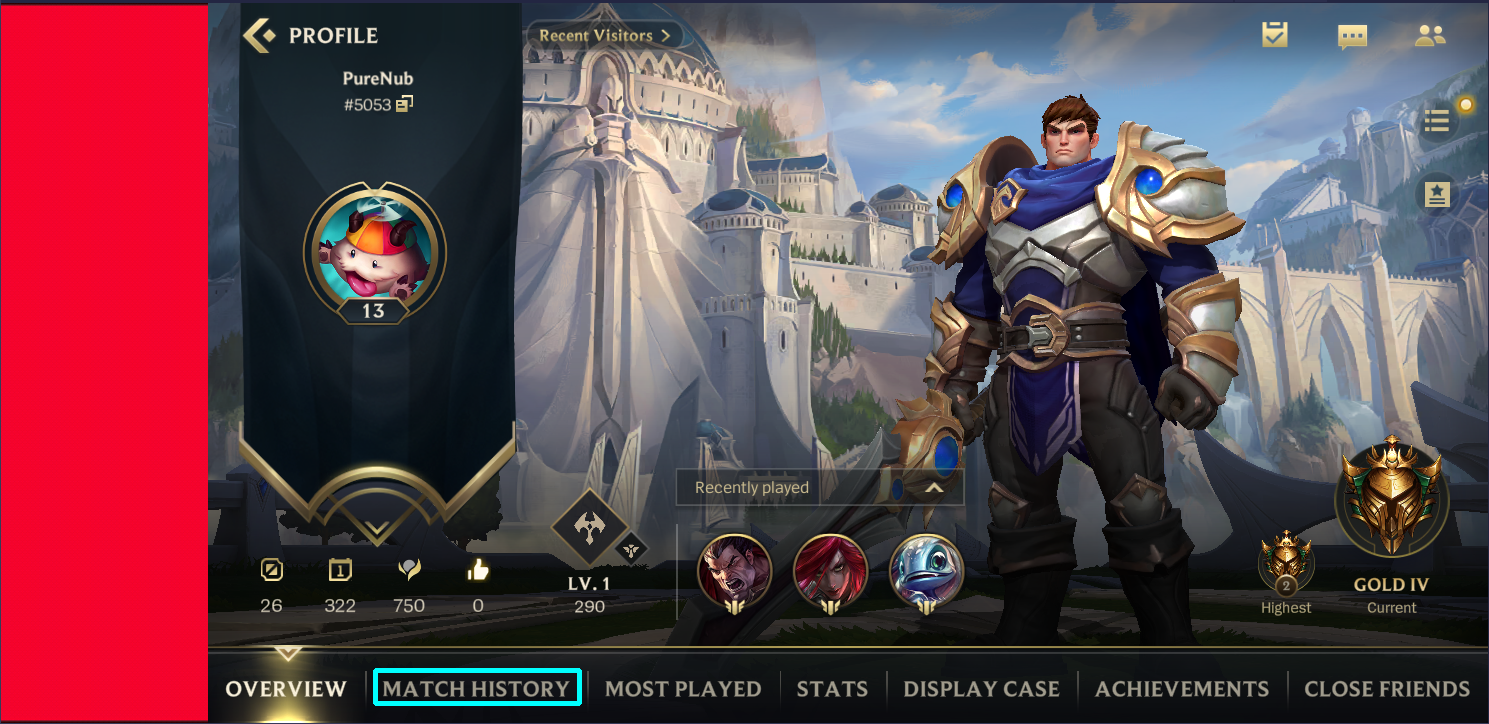 PROFILE
Recent Visitors >
PureNub
#5053
13
1
26
322
750
0
LV. 1
290
Recently played
2
Highest
GOLD IV
Current
OVERVIEW
MATCH HISTORY
MOST PLAYED
STATS
DISPLAY CASE
ACHIEVEMENTS
CLOSE FRIENDS